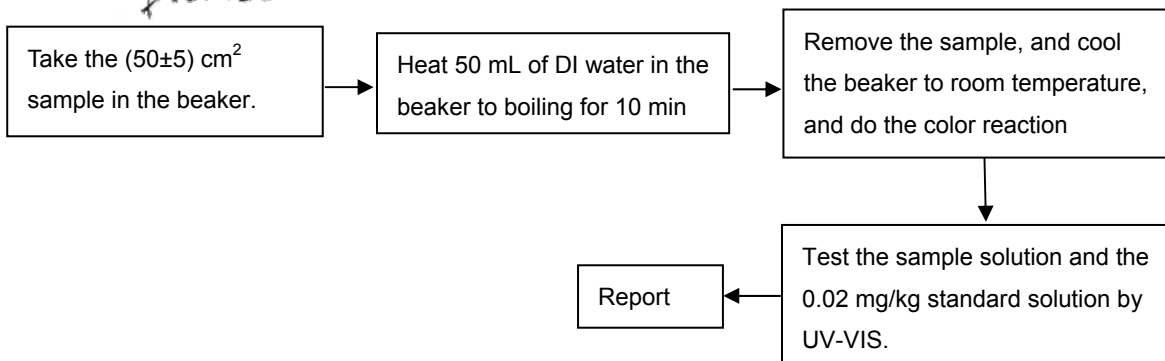 Take the (50±5) cm²
sample in the beaker.
Heat 50 mL of DI water in the
beaker to boiling for 10 min
Remove the sample, and cool
the beaker to room temperature,
and do the color reaction
Test the sample solution and the
0.02 mg/kg standard solution by
UV-VIS.
Report